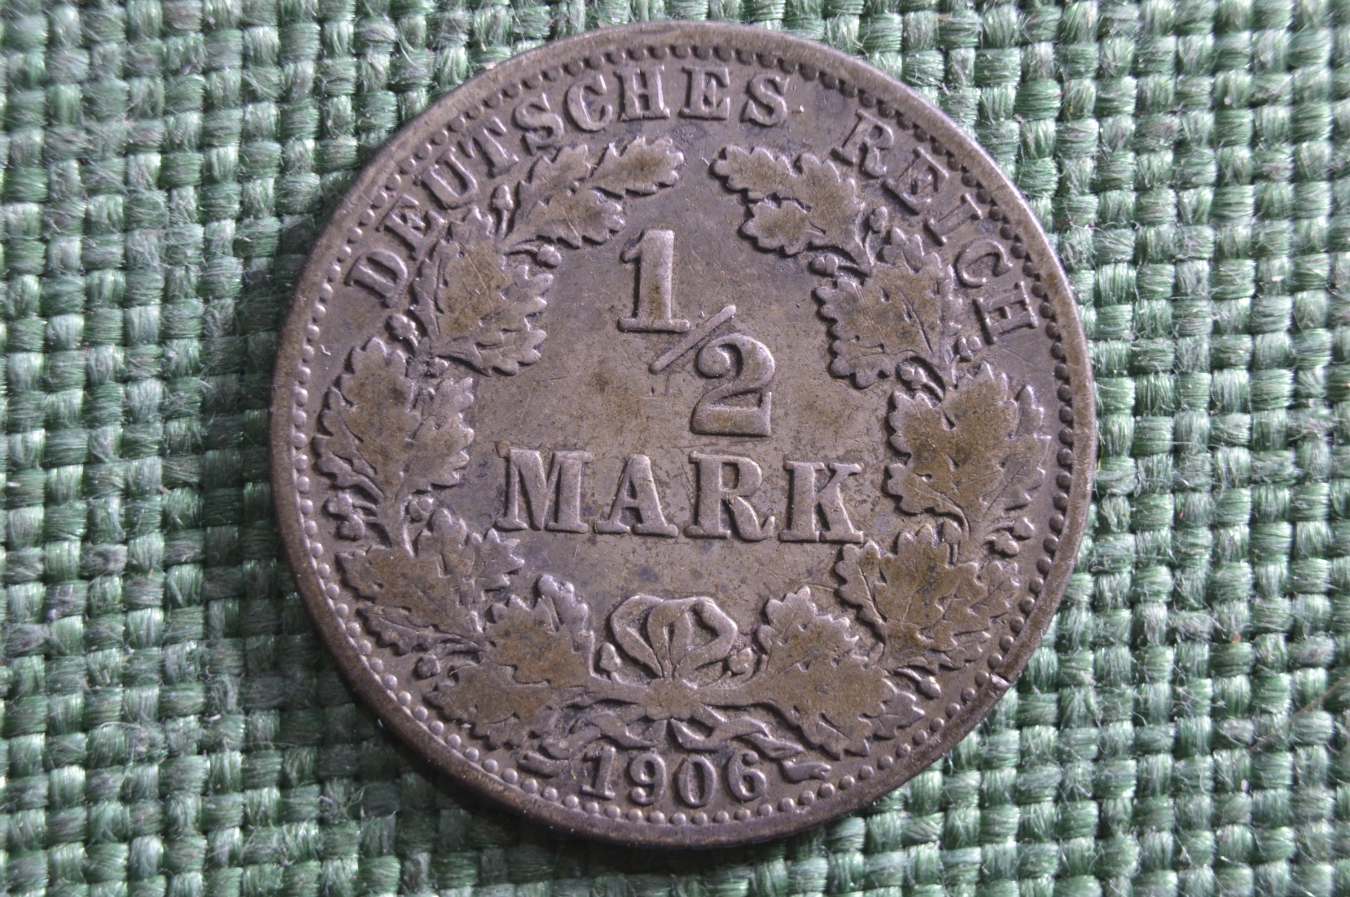 DEUTSCHES REICH
1/2
MARK
1906